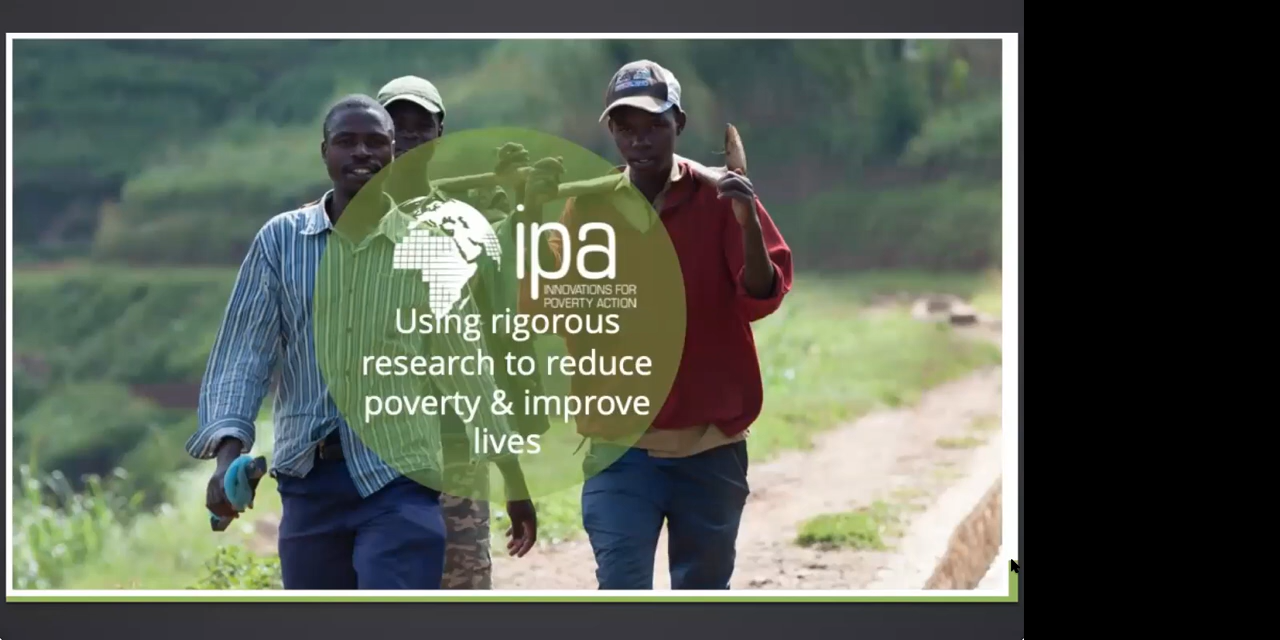 ipa
INNOVATIONS FOR
POVERTY ACTION
Using rigorous
research to reduce
poverty & improve
lives